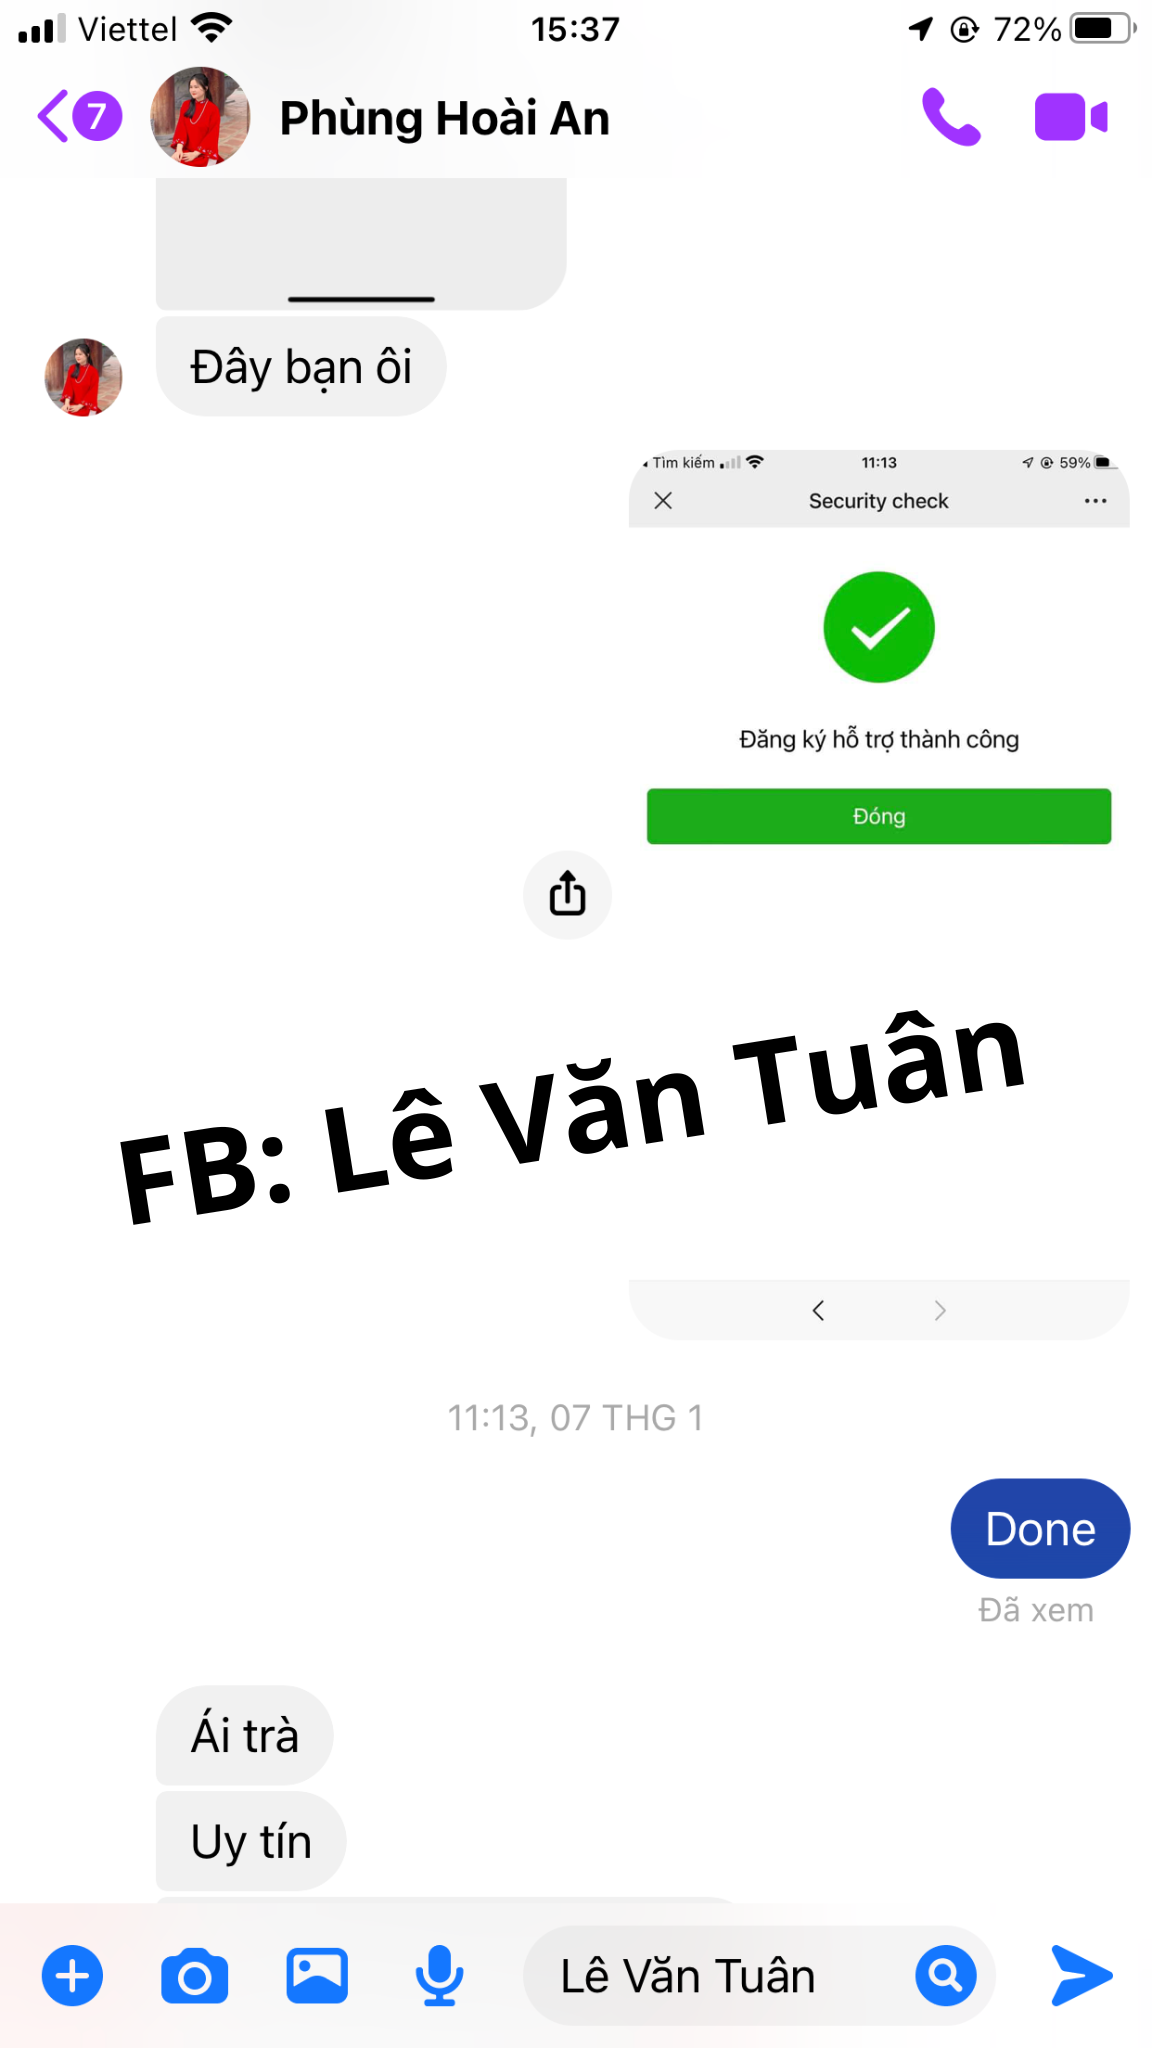 Viettel 15:37 72%
7 Phùng Hoài An
Đây bạn ôi
Tìm kiếm 11:13 59%
Security check
Đăng ký hỗ trợ thành công
Đóng
FB: Lê Văn Tuân
11:13, 07 THG 1
Done
Đã xem
Ái trà
Uy tín
Lê Văn Tuân